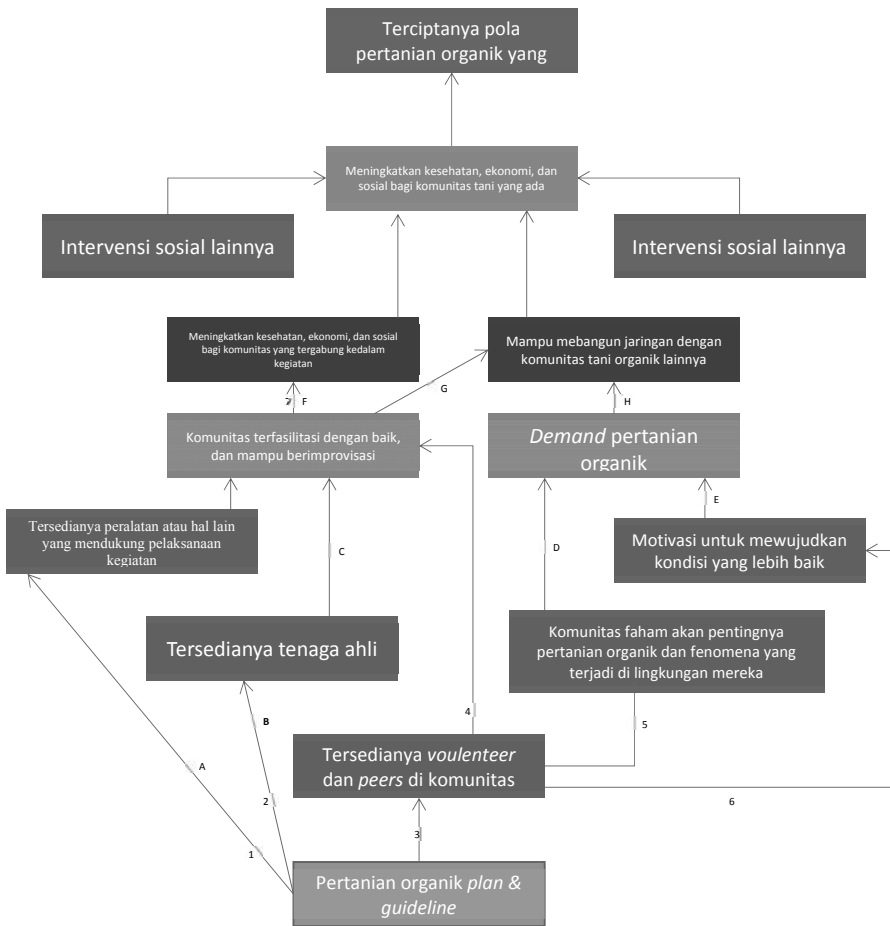 Terciptanya pola
pertanian organik yang
Meningkatkan kesehatan, ekonomi, dan
sosial bagi komunitas tani yang ada
Intervensi sosial lainnya
Intervensi sosial lainnya
Meningkatkan kesehatan, ekonomi, dan sosial
bagi komunitas yang tergabung kedalam
kegiatan
Mampu mebangun jaringan dengan
komunitas tani organik lainnya
G
7
F
H
Komunitas terfasilitasi dengan baik,
dan mampu berimprovisasi
Demand pertanian
organik
E
Tersedianya peralatan atau hal lain
yang mendukung pelaksanaan
kegiatan
C
D
Motivasi untuk mewujudkan
kondisi yang lebih baik
Tersedianya tenaga ahli
Komunitas faham akan pentingnya
pertanian organik dan fenomena yang
terjadi di lingkungan mereka
B
4
5
A
Tersedianya voulenteer
dan peers di komunitas
2
6
3
1
Pertanian organik plan &
guideline